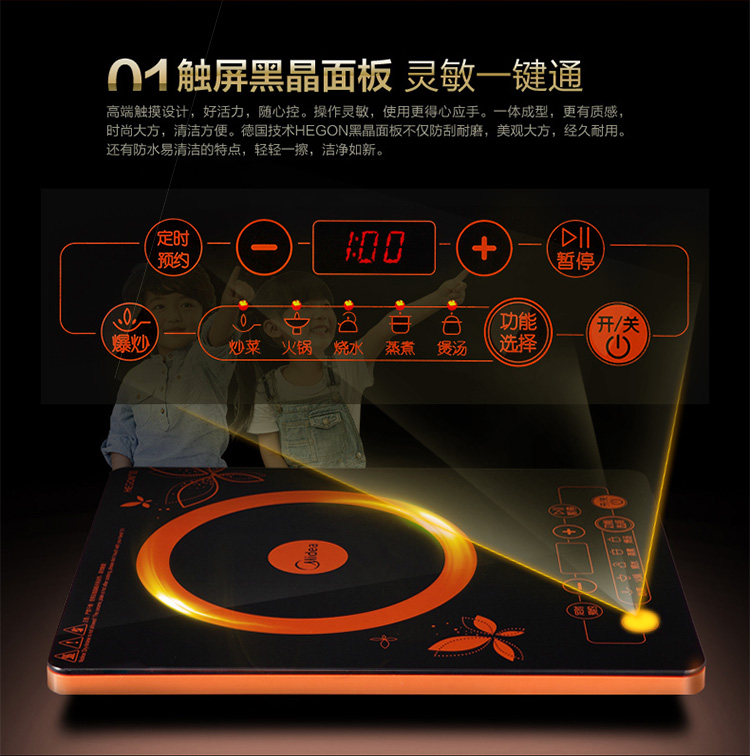 01触屏黑晶面板 灵敏一键通
高端触摸设计，好活力，随心控。操作灵敏，使用更得心应手。一体成型，更有质感，
时尚大方，清洁方便。德国技术HEGON黑晶面板不仅防刮耐磨，美观大方，经久耐用。
还有防水易清洁的特点，轻轻一擦，洁净如新。
定时
预约
1:00
暂停
爆炒
炒菜 火锅 烧水 蒸煮 煲汤
功能
选择
开/关
HEGON
Midea